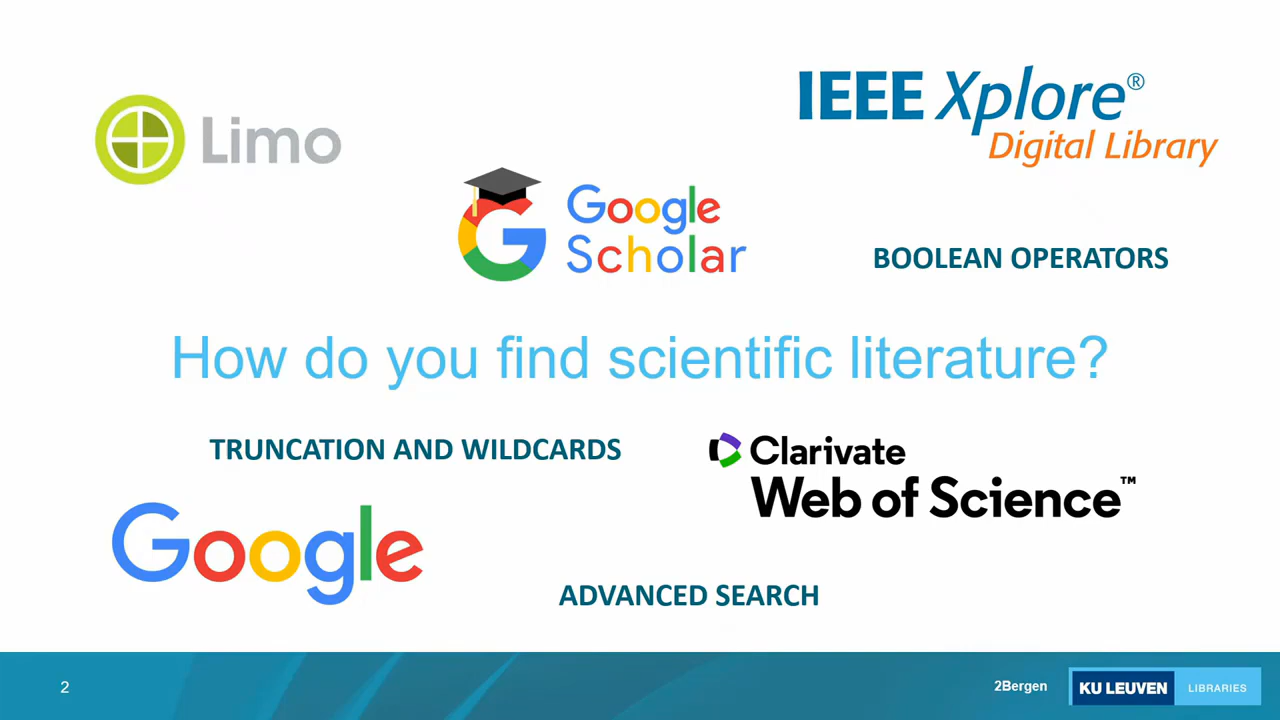 Limo
IEEE Xplore®
Digital Library
Google
Scholar
BOOLEAN OPERATORS
How do you find scientific literature?
TRUNCATION AND WILDCARDS
Clarivate
Web of Science™
Google
ADVANCED SEARCH
2
2Bergen
KU LEUVEN
LIBRARIES